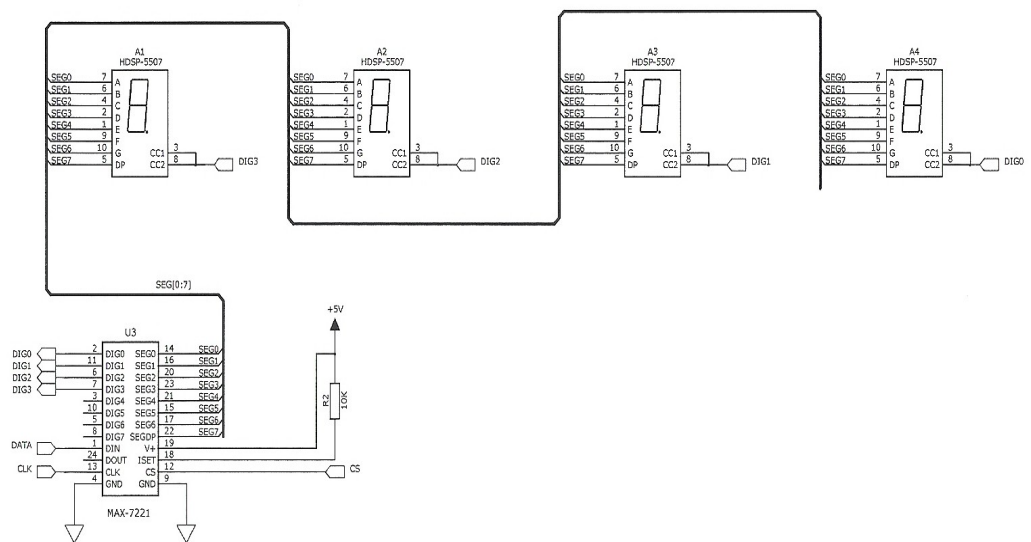 A1
HDSP-5507
SEG0 7 A
SEG1 6 B
SEG2 4 C
SEG3 2 D
SEG4 1 E
SEG5 9 F
SEG6 10 G CC1 3
SEG7 5 DP CC2 8 DIG3
A2
HDSP-5507
SEG0 7 A
SEG1 6 B
SEG2 4 C
SEG3 2 D
SEG4 1 E
SEG5 9 F
SEG6 10 G CC1 3
SEG7 5 DP CC2 8 DIG2
A3
HDSP-5507
SEG0 7 A
SEG1 6 B
SEG2 4 C
SEG3 2 D
SEG4 1 E
SEG5 9 F
SEG6 10 G CC1 3
SEG7 5 DP CC2 8 DIG1
A4
HDSP-5507
SEG0 7 A
SEG1 6 B
SEG2 4 C
SEG3 2 D
SEG4 1 E
SEG5 9 F
SEG6 10 G CC1 3
SEG7 5 DP CC2 8 DIG0
SEG[0:7]
+5V
R2
10K
U3
DIG0 2 DIG0 SEG0 14 SEG0
DIG1 11 DIG1 SEG1 16 SEG1
DIG2 6 DIG2 SEG2 20 SEG2
DIG3 7 DIG3 SEG3 23 SEG3
3 DIG4 SEG4 21 SEG4
10 DIG5 SEG5 15 SEG5
5 DIG6 SEG6 17 SEG6
8 DIG7 SEGDP 22 SEG7
DATA 1 DIN V+ 19
24 DOUT ISET 18
CLK 13 CLK CS 12 CS
4 GND GND 9
MAX-7221